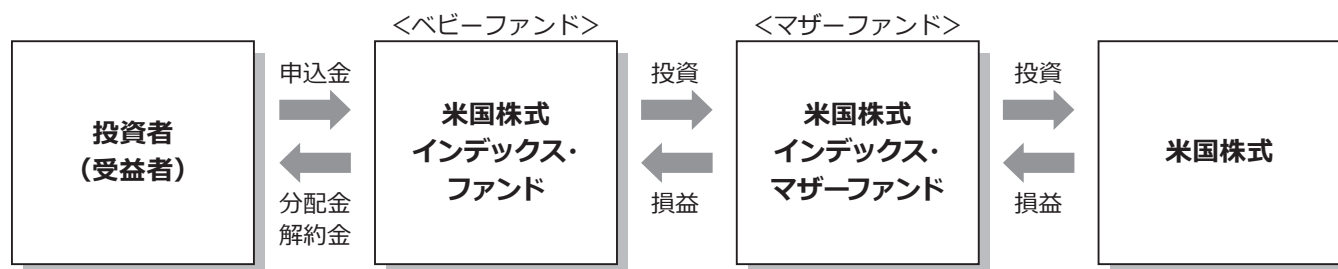 <ベビーファンド>
<マザーファンド>
投資者
(受益者)
申込金
分配金
解約金
米国株式
インデックス・
ファンド
投資
損益
米国株式
インデックス・
マザーファンド
投資
損益
米国株式